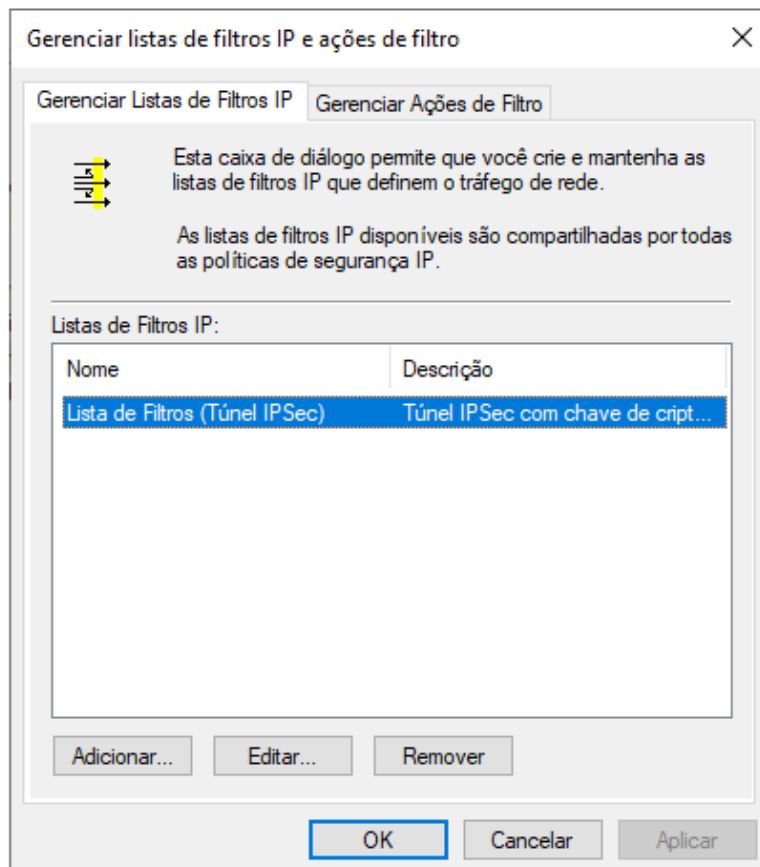 Gerenciar listas de filtros IP e ações de filtro
Gerenciar Listas de Filtros IP
Gerenciar Ações de Filtro
Esta caixa de diálogo permite que você crie e mantenha as
listas de filtros IP que definem o tráfego de rede.
As listas de filtros IP disponíveis são compartilhadas por todas
as políticas de segurança IP.
Listas de Filtros IP:
Nome Descrição
Lista de Filtros (Túnel IPSec) Túnel IPSec com chave de cript...
Adicionar... Editar... Remover
OK Cancelar Aplicar